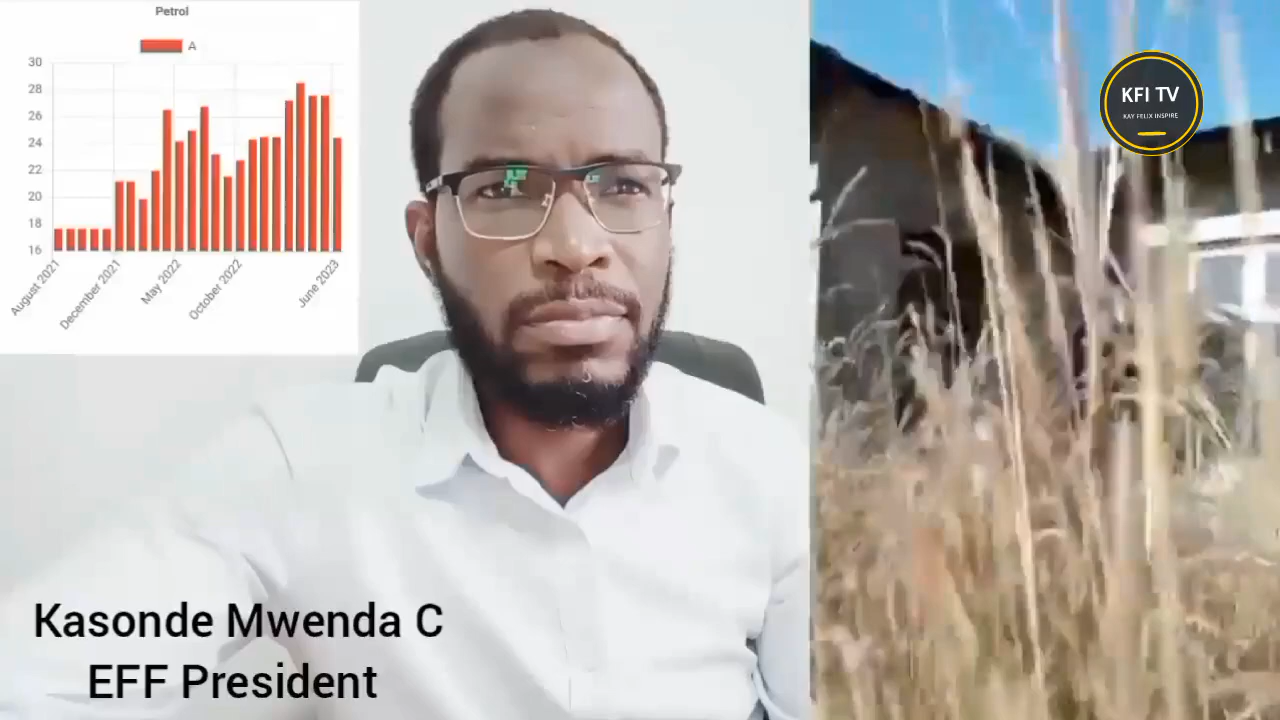 Petrol
A
30
28
26
24
22
20
18
16
August 2021
December 2021
May 2022
October 2022
June 2023
KFI TV
KAY FELIX INSPIRE
Kasonde Mwenda C
EFF President